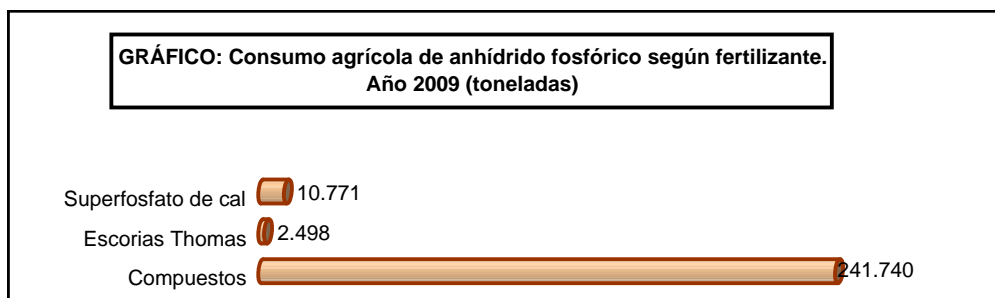 GRÁFICO: Consumo agrícola de anhídrido fosfórico según fertilizante.
Año 2009 (toneladas)
Superfosfato de cal 10.771
Escorias Thomas 2.498
Compuestos 241.740